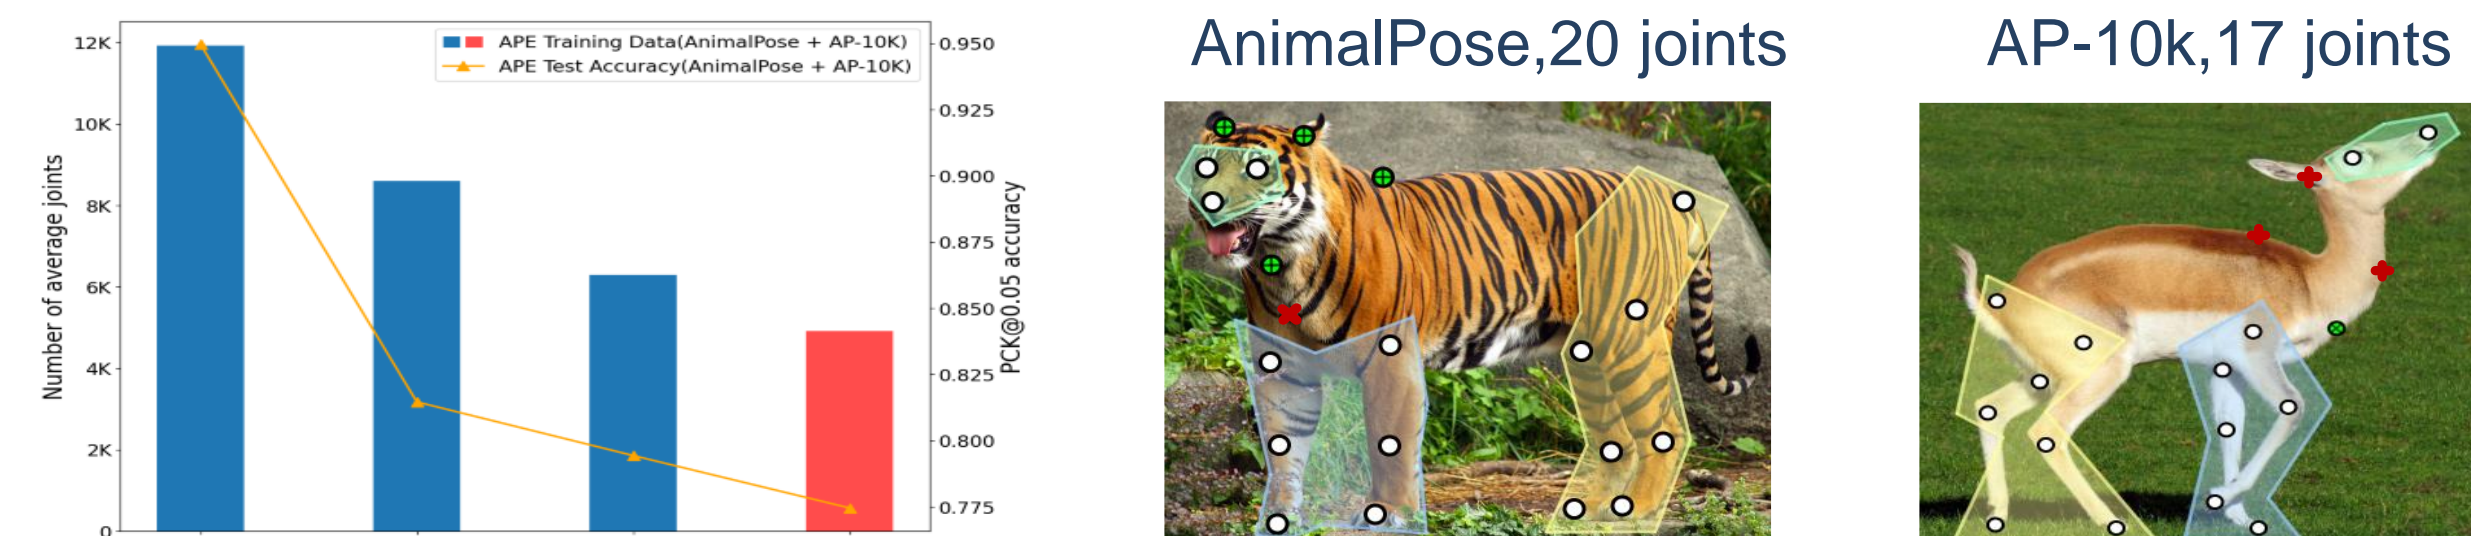 12K
10K
8K
6K
4K
2K
0
Number of average joints
APE Training Data(AnimalPose + AP-10K)
APE Test Accuracy(AnimalPose + AP-10K)
0.950
0.925
0.900
0.875
0.850
0.825
0.800
0.775
PCK@0.05 accuracy
AnimalPose,20 joints
AP-10k,17 joints